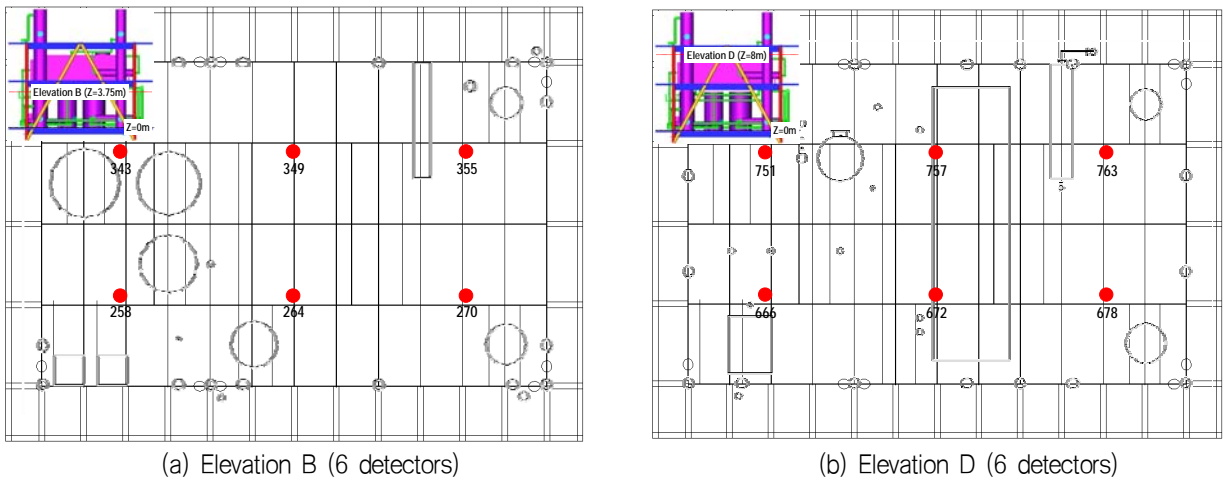 Elevation B (Z=3.75m)
Z=0m
343
349
355
258
264
270
(a) Elevation B (6 detectors)
Elevation D (Z=8m)
Z=0m
751
757
763
666
672
678
(b) Elevation D (6 detectors)